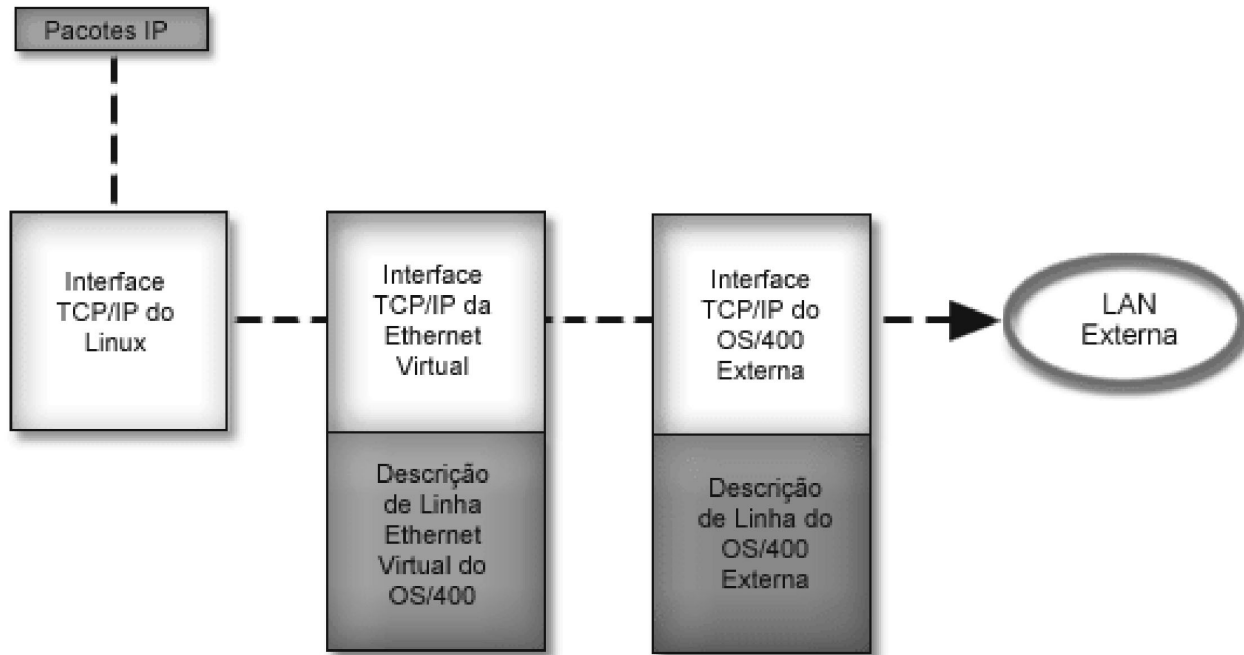 Pacotes IP
Interface
TCP/IP do
Linux
Interface
TCP/IP da
Ethernet
Virtual
Descrição
de Linha
Ethernet
Virtual do
OS/400
Interface
TCP/IP do
OS/400
Externa
Descrição
de Linha do
OS/400
Externa
LAN
Externa